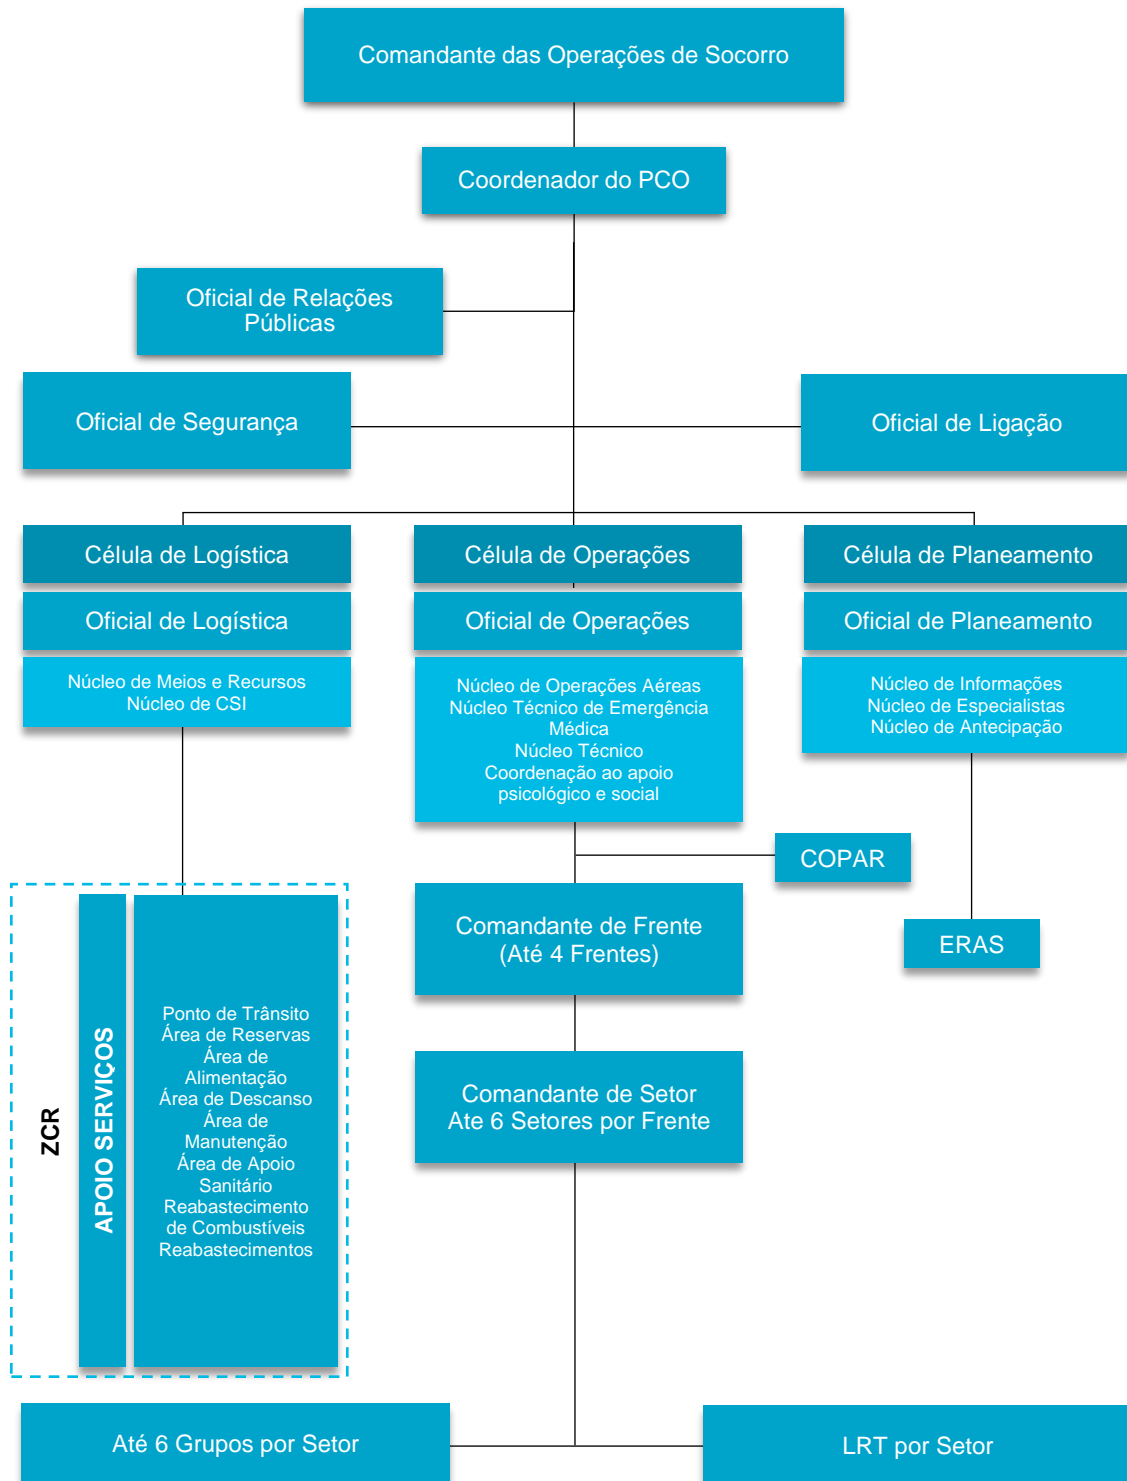 Comandante das Operações de Socorro
Coordenador do PCO
Oficial de Relações
Públicas
Oficial de Segurança
Oficial de Ligação
Célula de Logística
Célula de Operações
Célula de Planeamento
Oficial de Logística
Oficial de Operações
Oficial de Planeamento
Núcleo de Meios e Recursos
Núcleo de CSI
Núcleo de Operações Aéreas
Núcleo Técnico de Emergência
Médica
Núcleo Técnico
Coordenação ao apoio
psicológico e social
Núcleo de Informações
Núcleo de Especialistas
Núcleo de Antecipação
COPAR
Comandante de Frente
(Até 4 Frentes)
ERAS
ZCR
APOIO SERVIÇOS
Ponto de Trânsito
Área de Reservas
Área de
Alimentação
Área de Descanso
Área de
Manutenção
Área de Apoio
Sanitário
Reabastecimento
de Combustíveis
Reabastecimentos
Comandante de Setor
Ate 6 Setores por Frente
Até 6 Grupos por Setor
LRT por Setor